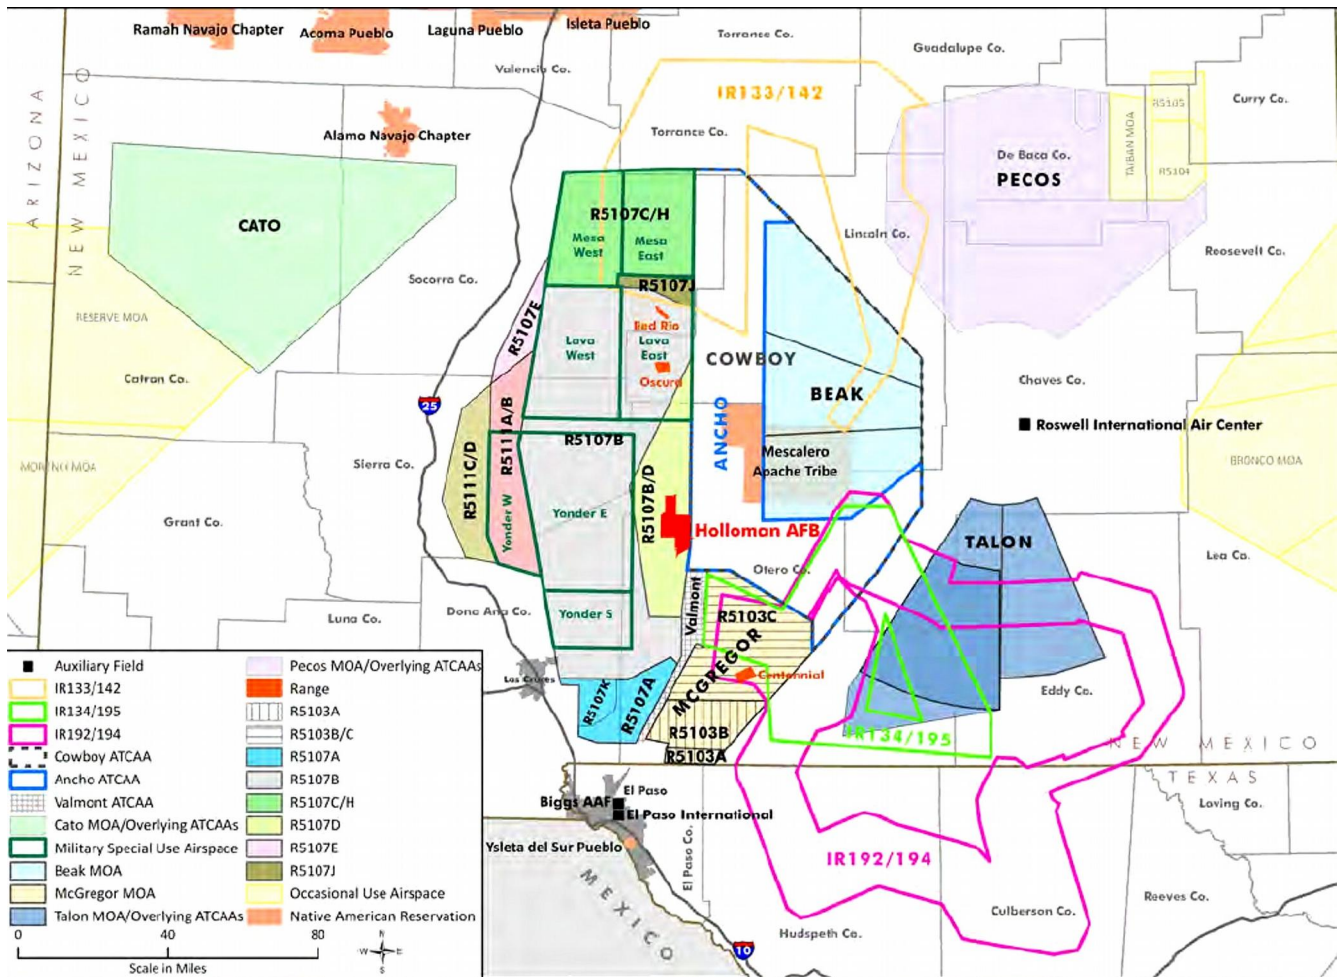 Ramah Navajo Chapter
Acoma Pueblo
Laguna Pueblo
Isleta Pueblo
Torrance Co.
Guadalupe Co.
Valencia Co.
IR133/142
Curry Co.
R5105
ARIZONA
NEW MEXICO
Alamo Navajo Chapter
Torrance Co.
De Baca Co.
PECOS
TAIBAN MOA
R5104
CATO
R5107C/H
Mesa
West
Mesa
East
Lincoln Co.
Roosevelt Co.
Socorro Co.
R5107J
RESERVE MOA
R5107E
Red Rio
Lava
West
Lava
East
COWBOY
Oscura
Catron Co.
Chaves Co.
BEAK
25
ANCHO
Roswell International Air Center
R5111A/B
R5107B
Mescalero
Apache Tribe
MORENCI MOA
Sierra Co.
BRONCO MOA
R5111C/D
R5107B/D
Yonder W
Yonder E
Grant Co.
Holloman AFB
TALON
Lea Co.
Otero Co.
Luna Co.
Dona Ana Co.
Yonder S
Valmont
R5103C
MCGREGOR
Las Cruces
R5107K
R5107A
Centennial
Eddy Co.
R5103B
R5103A
IR134/195
NEW MEXICO
TEXAS
El Paso
Biggs AAF
El Paso International
Loving Co.
Ysleta del Sur Pueblo
El Paso Co.
IR192/194
MEXICO
Culberson Co.
Reeves Co.
Hudspeth Co.
10
Auxiliary Field
IR133/142
IR134/195
IR192/194
Cowboy ATCAA
Ancho ATCAA
Valmont ATCAA
Cato MOA/Overlying ATCAAs
Military Special Use Airspace
Beak MOA
McGregor MOA
Talon MOA/Overlying ATCAAs
Pecos MOA/Overlying ATCAAs
Range
R5103A
R5103B/C
R5107A
R5107B
R5107C/H
R5107D
R5107E
R5107J
Occasional Use Airspace
Native American Reservation
0 40 80
Scale in Miles
N
W E
S